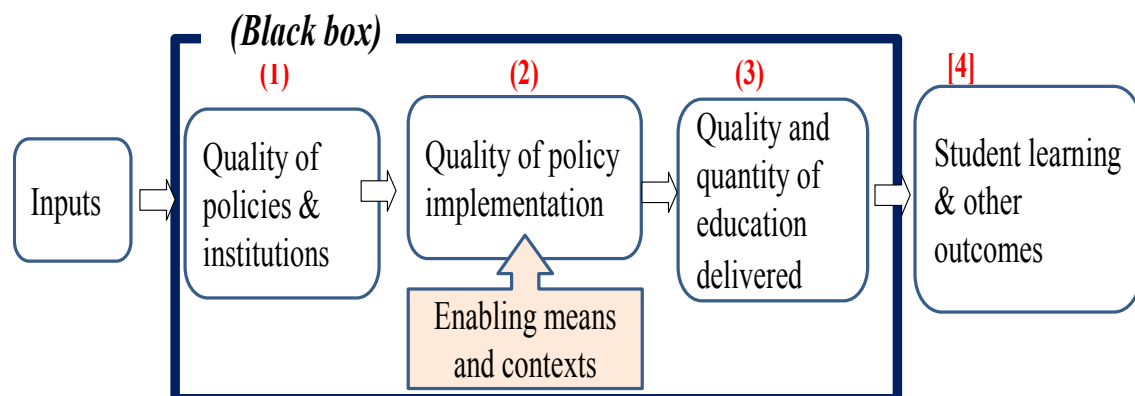 (Black box)
(1)
(2)
(3)
[4]
Inputs
Quality of
policies &
institutions
Quality of policy
implementation
Quality and
quantity of
education
delivered
Student learning
& other
outcomes
Enabling means
and contexts